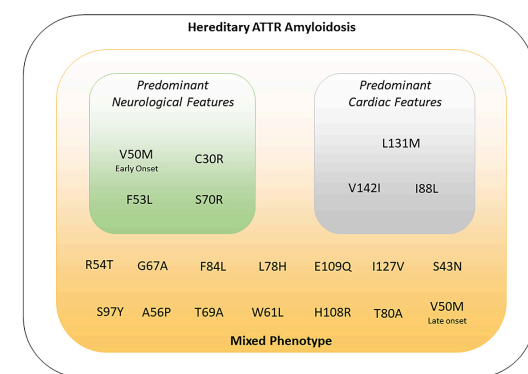 Hereditary ATTR Amyloidosis
Predominant
Neurological Features
V50M
Early Onset
C30R
F53L
S70R
Predominant
Cardiac Features
L131M
V142I
I88L
R54T G67A F84L L78H E109Q I127V S43N
S97Y A56P T69A W61L H108R T80A V50M
Late onset
Mixed Phenotype